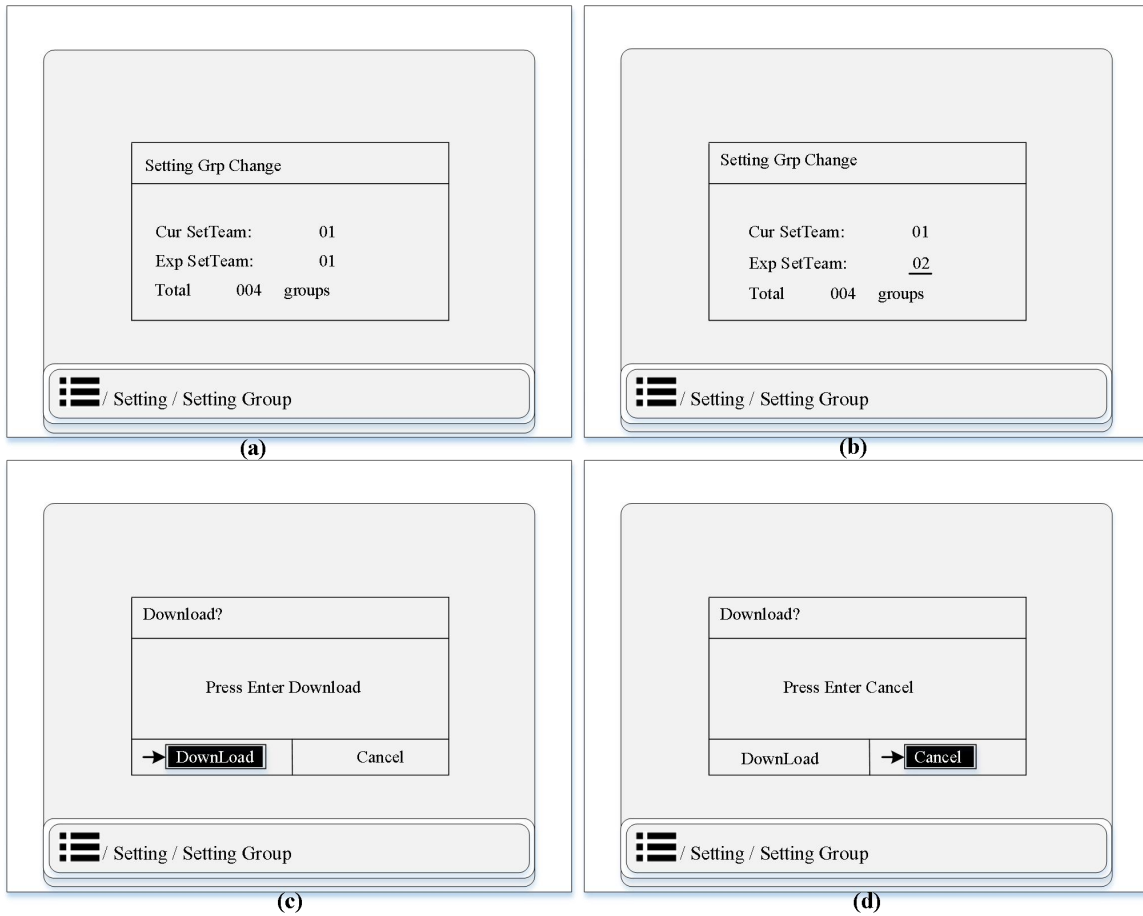 Setting Grp Change
Cur SetTeam: 01
Exp SetTeam: 01
Total 004 groups
/ Setting / Setting Group
(a)
Setting Grp Change
Cur SetTeam: 01
Exp SetTeam: 02
Total 004 groups
/ Setting / Setting Group
(b)
Download?
Press Enter Download
DownLoad Cancel
/ Setting / Setting Group
(c)
Download?
Press Enter Cancel
DownLoad Cancel
/ Setting / Setting Group
(d)